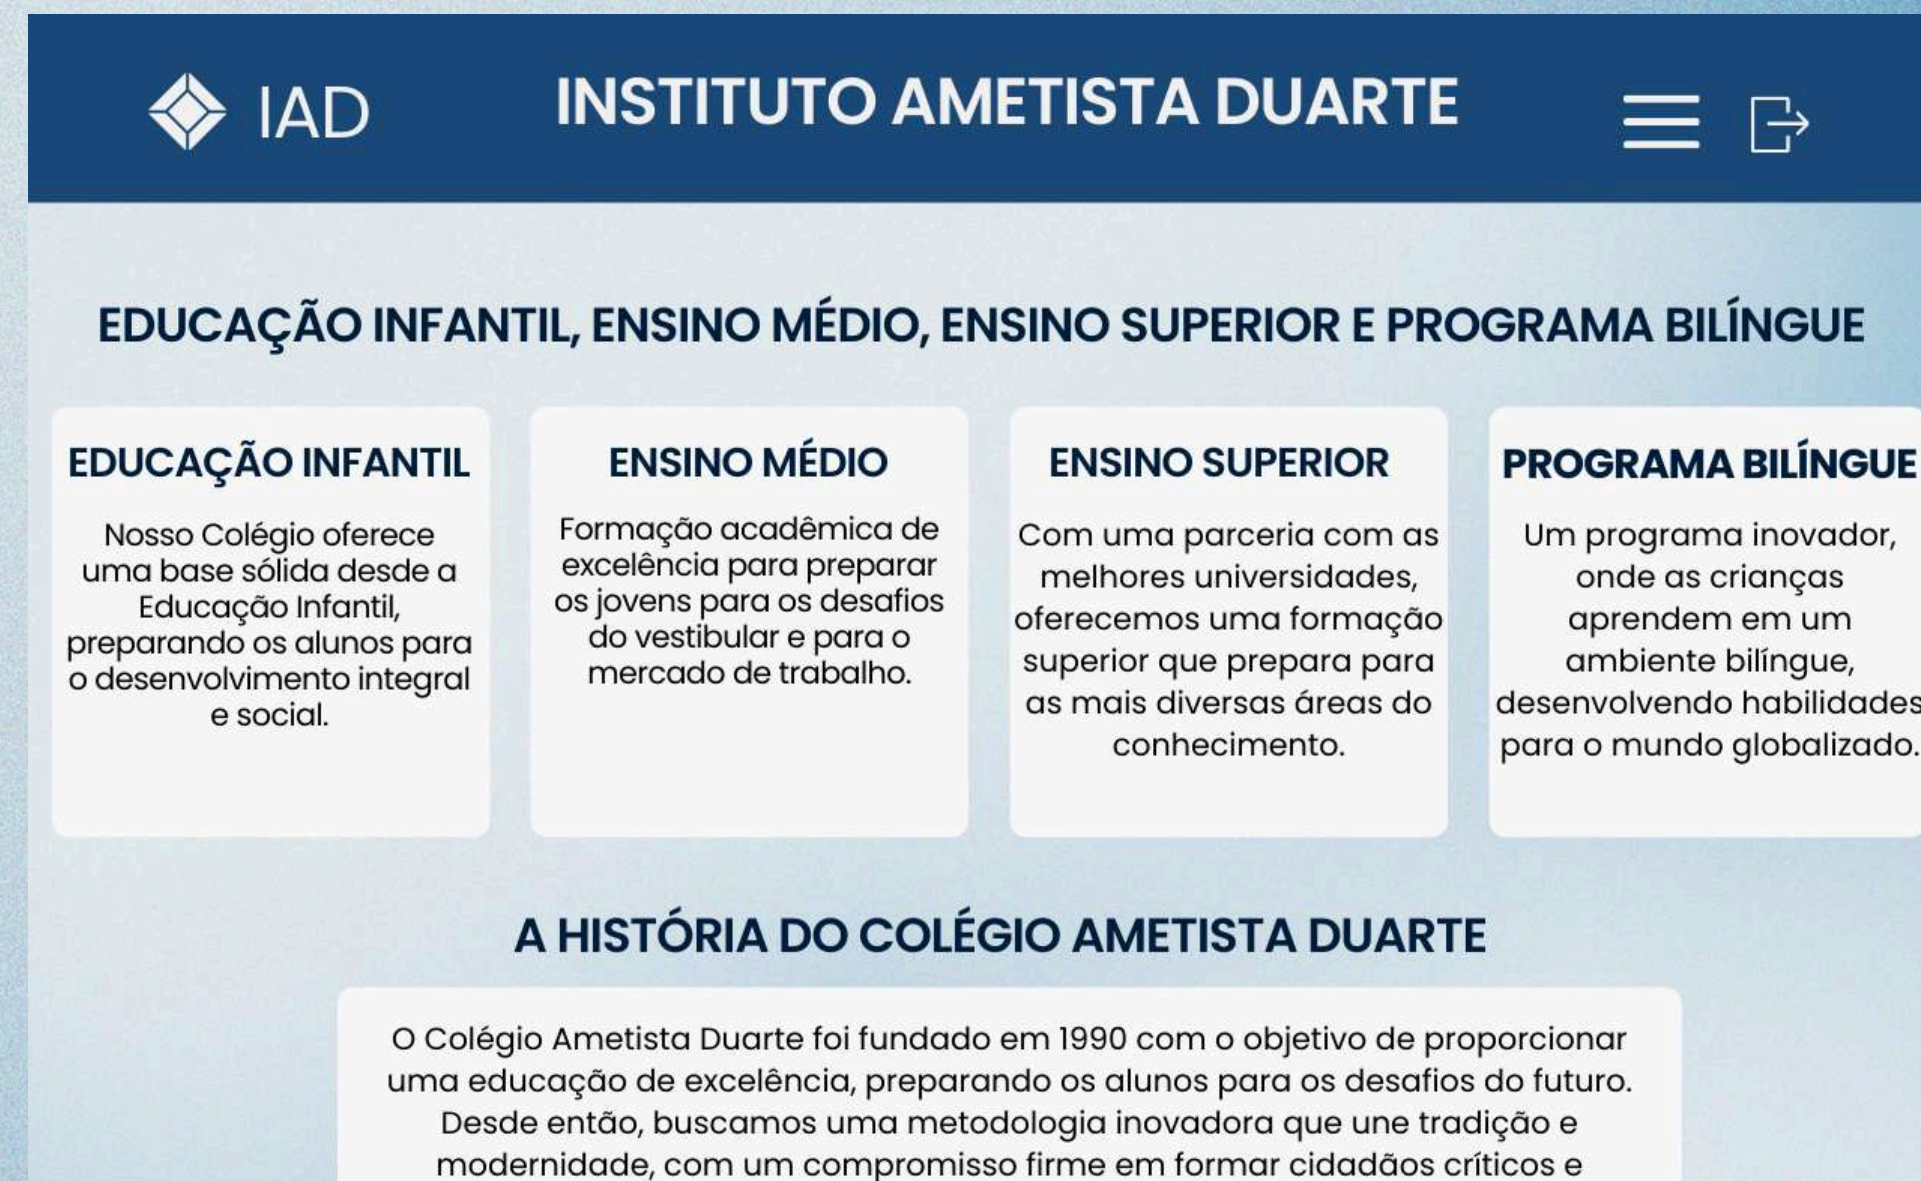 IAD
INSTITUTO AMETISTA DUARTE
EDUCAÇÃO INFANTIL, ENSINO MÉDIO, ENSINO SUPERIOR E PROGRAMA BILÍNGUE
EDUCAÇÃO INFANTIL
Nosso Colégio oferece
uma base sólida desde a
Educação Infantil,
preparando os alunos para
o desenvolvimento integral
e social.
ENSINO MÉDIO
Formação acadêmica de
excelência para preparar
os jovens para os desafios
do vestibular e para o
mercado de trabalho.
ENSINO SUPERIOR
Com uma parceria com as
melhores universidades,
oferecemos uma formação
superior que prepara para
as mais diversas áreas do
conhecimento.
PROGRAMA BILÍNGUE
Um programa inovador,
onde as crianças
aprendem em um
ambiente bilíngue,
desenvolvendo habilidades
para o mundo globalizado.
A HISTÓRIA DO COLÉGIO AMETISTA DUARTE
O Colégio Ametista Duarte foi fundado em 1990 com o objetivo de proporcionar
uma educação de excelência, preparando os alunos para os desafios do futuro.
Desde então, buscamos uma metodologia inovadora que une tradição e
modernidade, com um compromisso firme em formar cidadãos críticos e